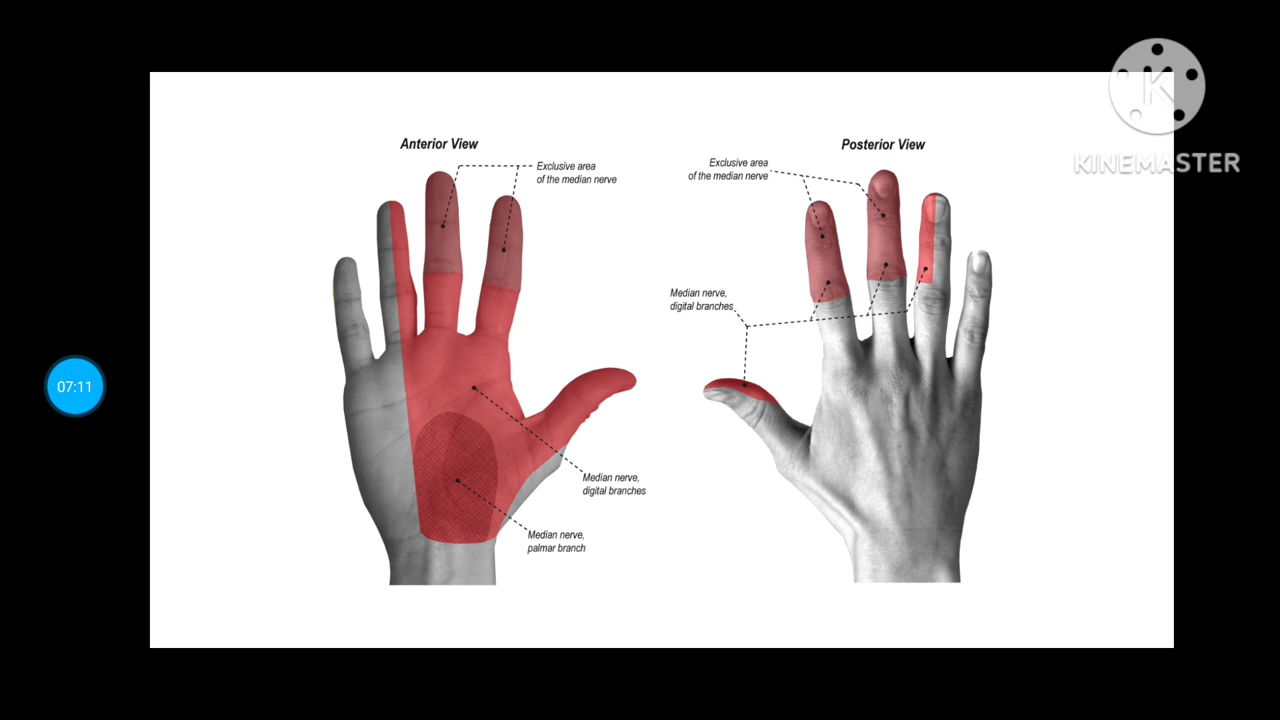 Anterior View
Exclusive area
of the median nerve
Median nerve,
digital branches
Median nerve,
palmar branch
Posterior View
Exclusive area
of the median nerve
Median nerve,
digital branches
07:11
K
KINEMASTER